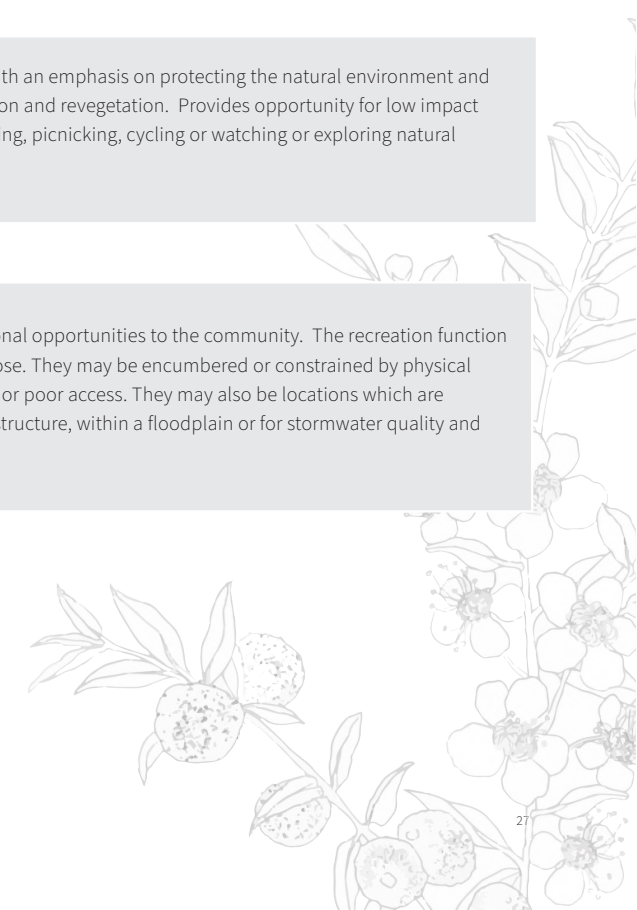 th an emphasis on protecting the natural environment and
on and revegetation.  Provides opportunity for low impact
ing, picnicking, cycling or watching or exploring natural
nal opportunities to the community.  The recreation function
ose. They may be encumbered or constrained by physical
or poor access. They may also be locations which are
structure, within a floodplain or for stormwater quality and
27